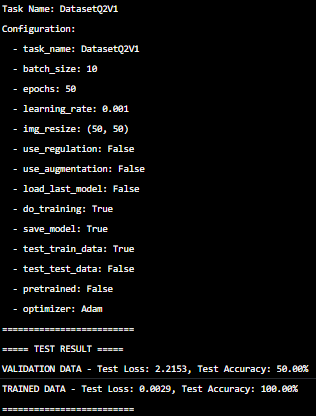 Task Name: DatasetQ2V1
Configuration:
- task_name: DatasetQ2V1
- batch_size: 10
- epochs: 50
- learning_rate: 0.001
- img_resize: (50, 50)
- use_regulation: False
- use_augmentation: False
- load_last_model: False
- do_training: True
- save_model: True
- test_train_data: True
- test_test_data: False
- pretrained: False
- optimizer: Adam
=========================
===== TEST RESULT =====
VALIDATION DATA - Test Loss: 2.2153, Test Accuracy: 50.00%
TRAINED DATA - Test Loss: 0.0029, Test Accuracy: 100.00%
=========================